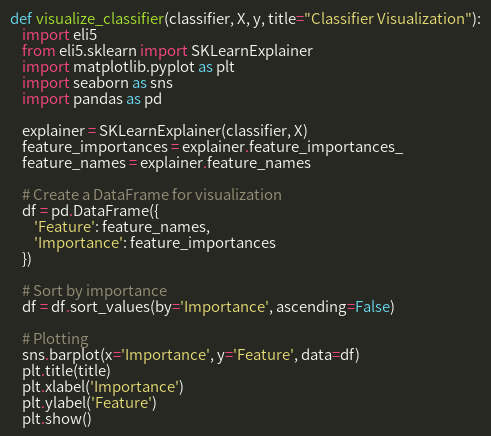 def visualize_classifier(classifier, X, y, title="Classifier Visualization"):
    import eli5
    from eli5.sklearn import SKLearnExplainer
    import matplotlib.pyplot as plt
    import seaborn as sns
    import pandas as pd

    explainer = SKLearnExplainer(classifier, X)
    feature_importances = explainer.feature_importances_
    feature_names = explainer.feature_names

    # Create a DataFrame for visualization
    df = pd.DataFrame({
        'Feature': feature_names,
        'Importance': feature_importances
    })

    # Sort by importance
    df = df.sort_values(by='Importance', ascending=False)

    # Plotting
    sns.barplot(x='Importance', y='Feature', data=df)
    plt.title(title)
    plt.xlabel('Importance')
    plt.ylabel('Feature')
    plt.show()